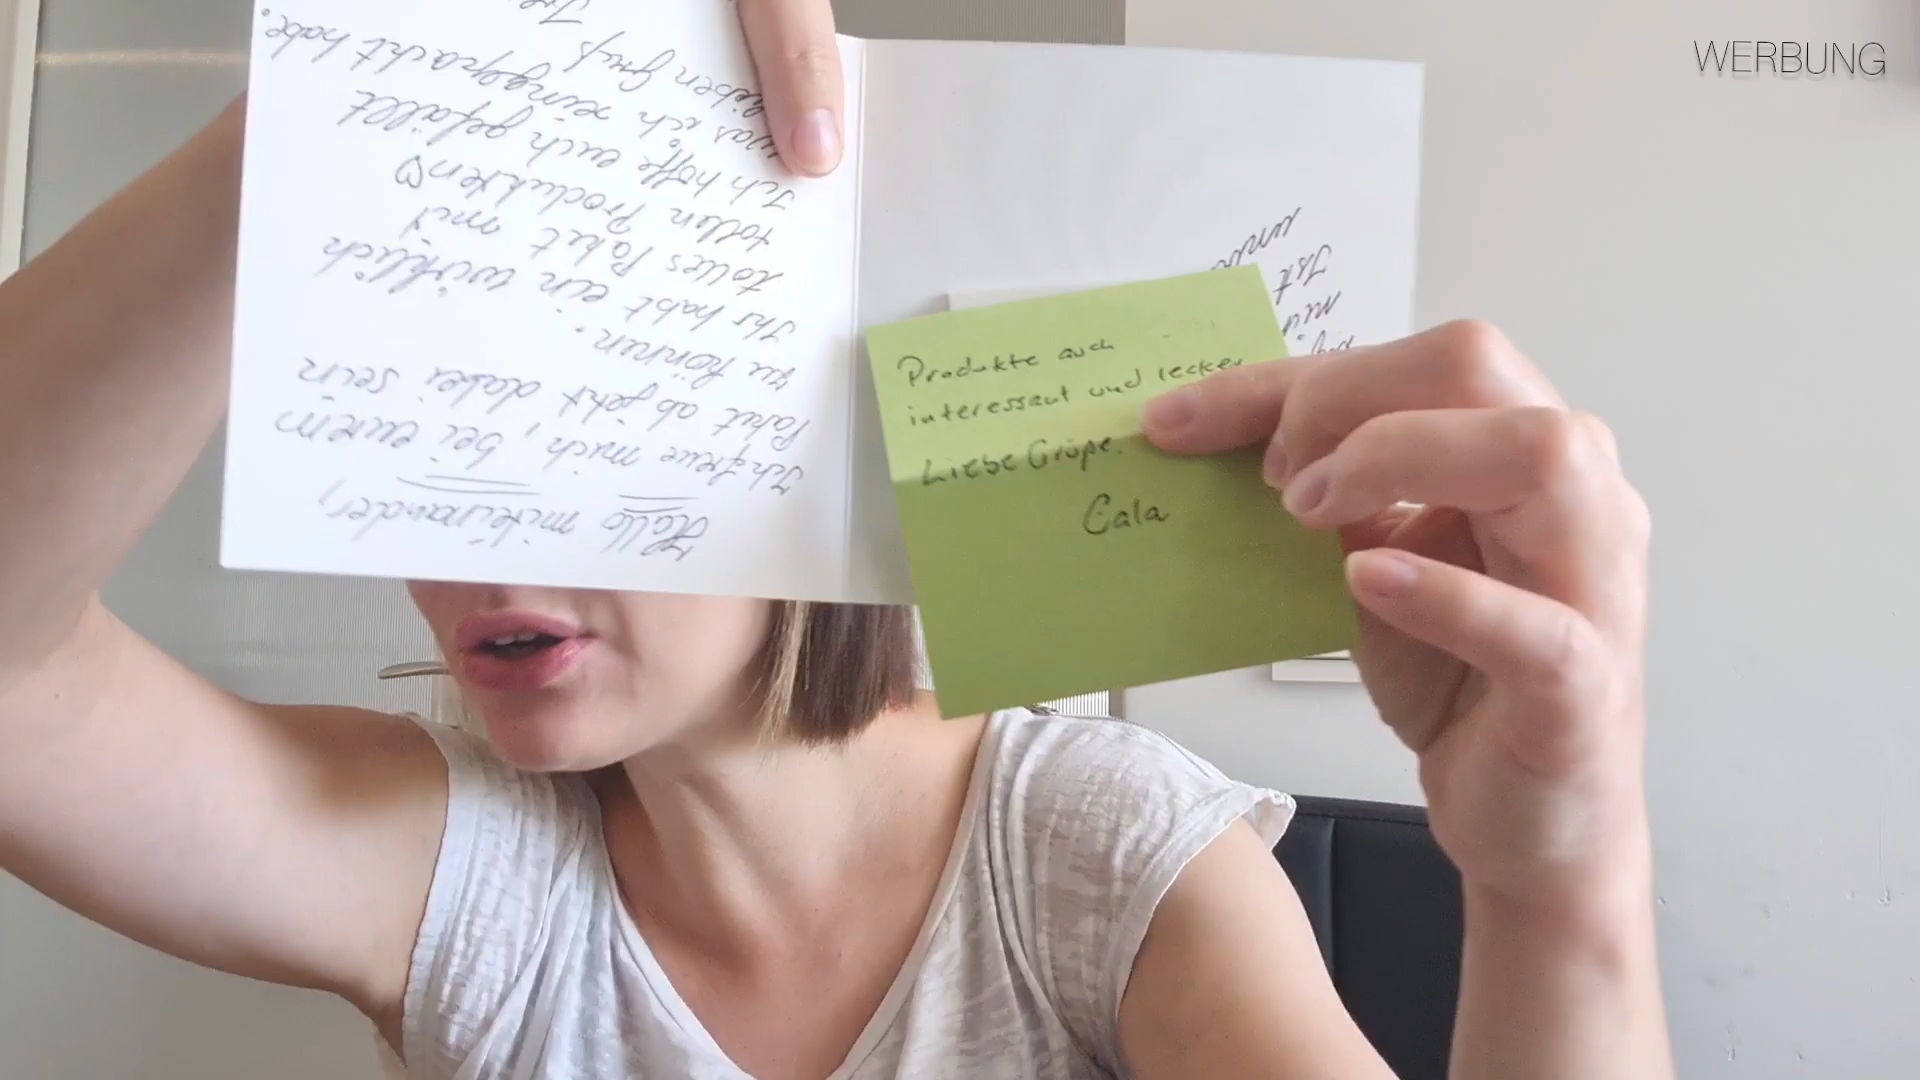 WERBUNG
Hallo miteinander,
Ich freue mich, bei eurem
Paket ab jetzt dabei sein
zu können.
Ihr habt ein wirklich
tolles Paket mit
tollen Produkten♡
Ich hoffe, euch gefällt
was ich reingepackt habe.
lieben Gruß
Produkte auch
interessant und lecker
Liebe Grüße.
Cala
Ist